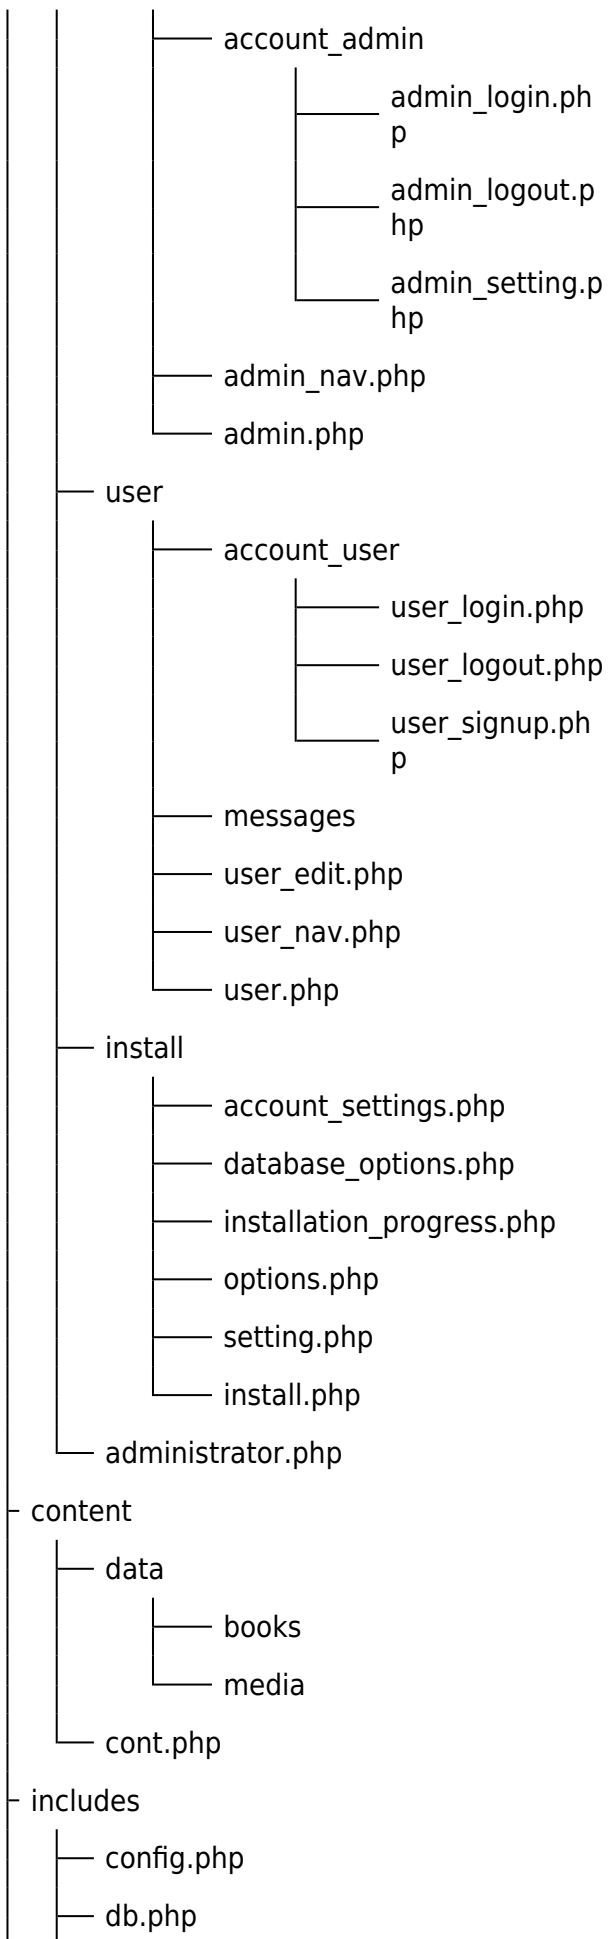 account_admin
admin_login.ph
p
admin_logout.p
hp
admin_setting.p
hp
admin_nav.php
admin.php
user
account_user
user_login.php
user_logout.php
user_signup.ph
p
messages
user_edit.php
user_nav.php
user.php
install
account_settings.php
database_options.php
installation_progress.php
options.php
setting.php
install.php
administrator.php
content
data
books
media
cont.php
includes
config.php
db.php